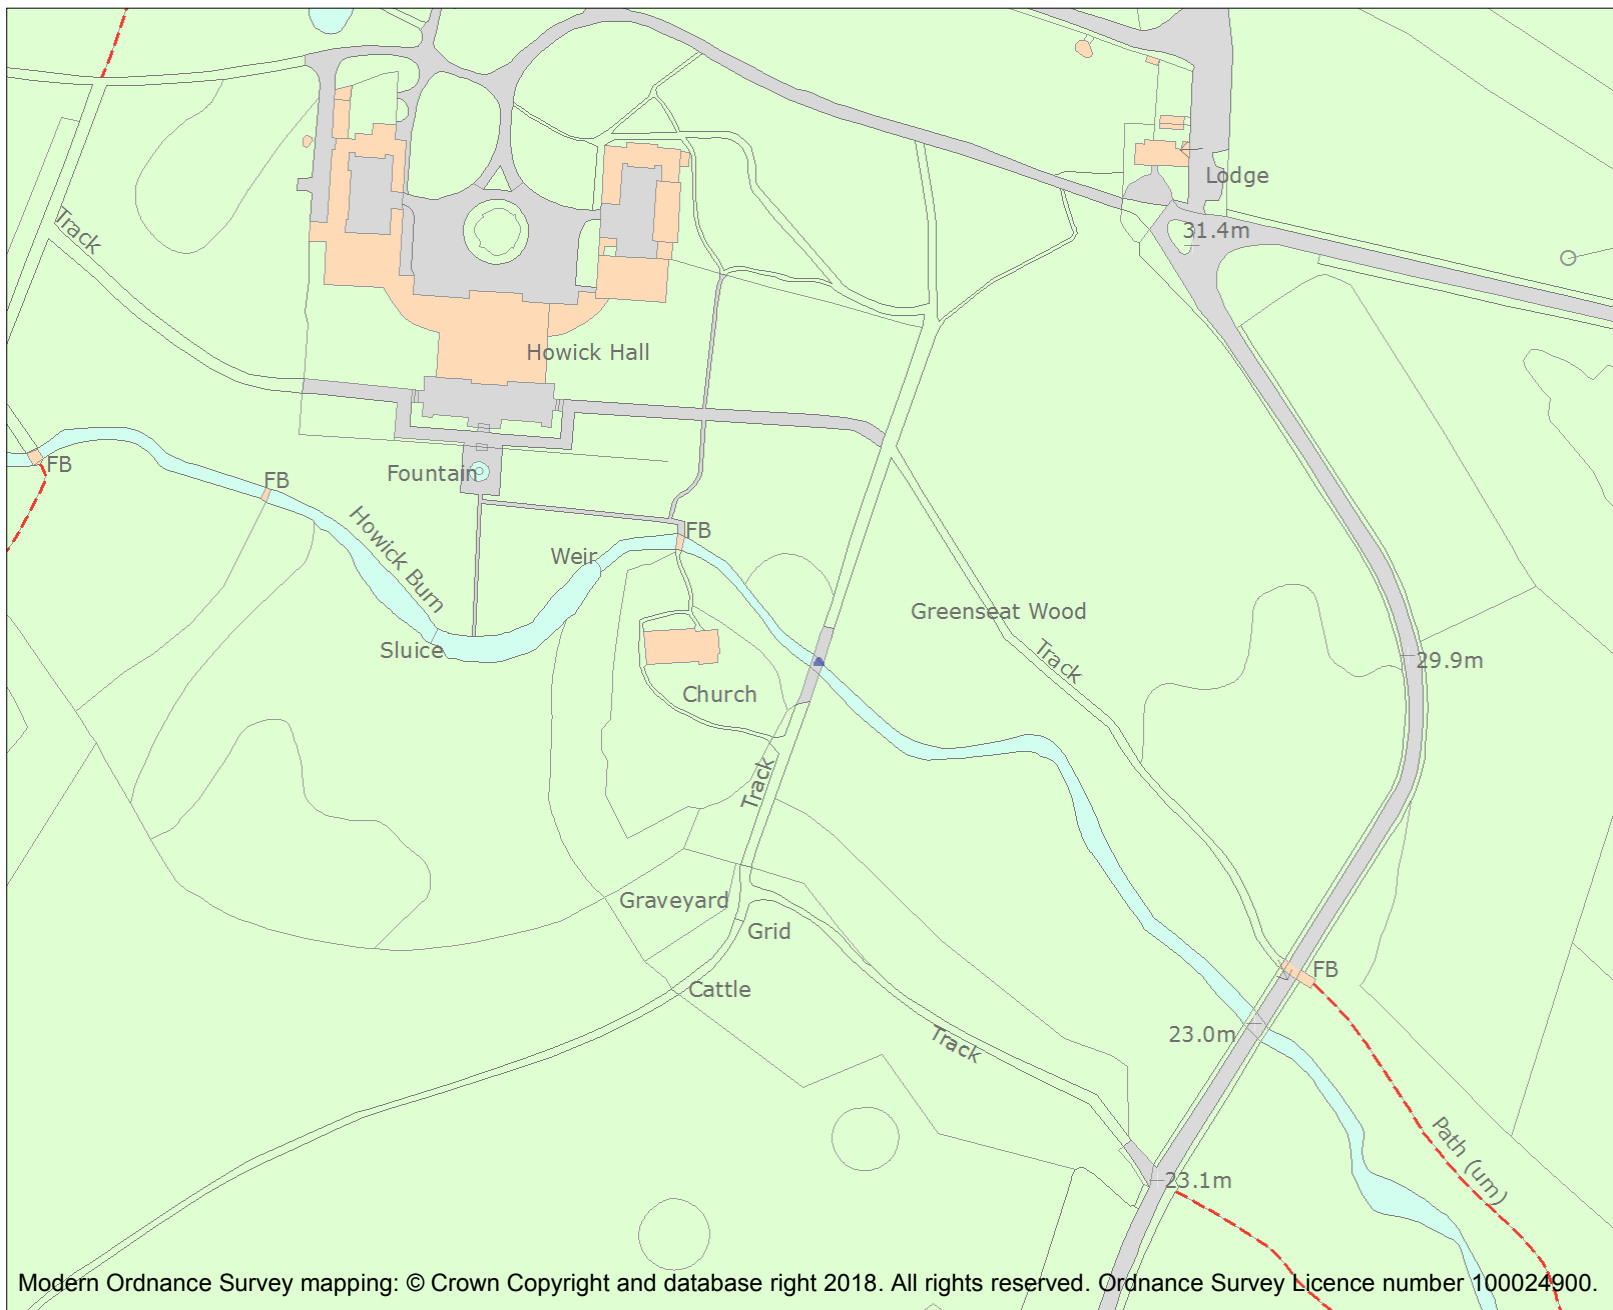 Lodge
Track
31.4m
Howick Hall
FB
Fountain
FB
Howick Burn
FB
Weir
Greenseat Wood
Sluice
Track
29.9m
Church
Track
Graveyard
Grid
FB
Cattle
23.0m
Track
Path (um)
23.1m
Modern Ordnance Survey mapping: © Crown Copyright and database right 2018. All rights reserved. Ordnance Survey Licence number 100024900.